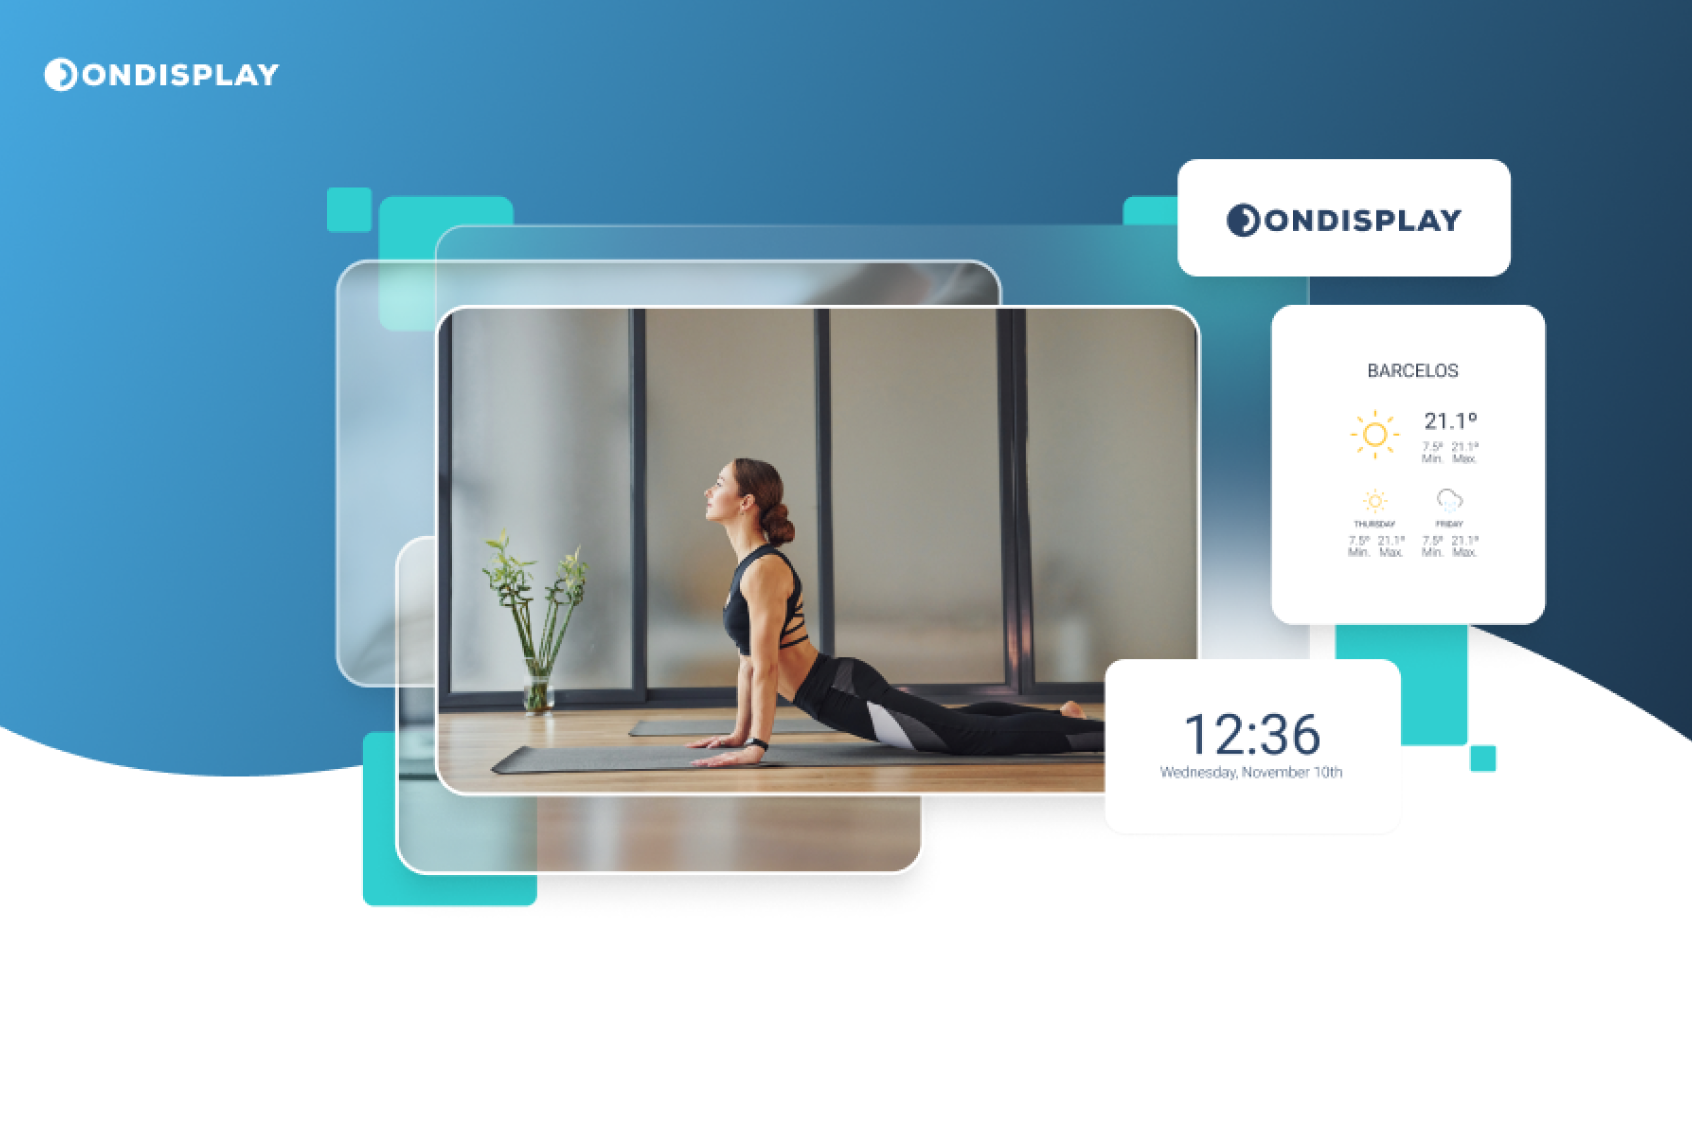 ONDISPLAY
ONDISPLAY
BARCELOS
21.1º
7.5º 21.1º
Min. Max.
THURSDAY FRIDAY
7.5º 21.1º 7.5º 21.1º
Min. Max. Min. Max.
12:36
Wednesday, November 10th